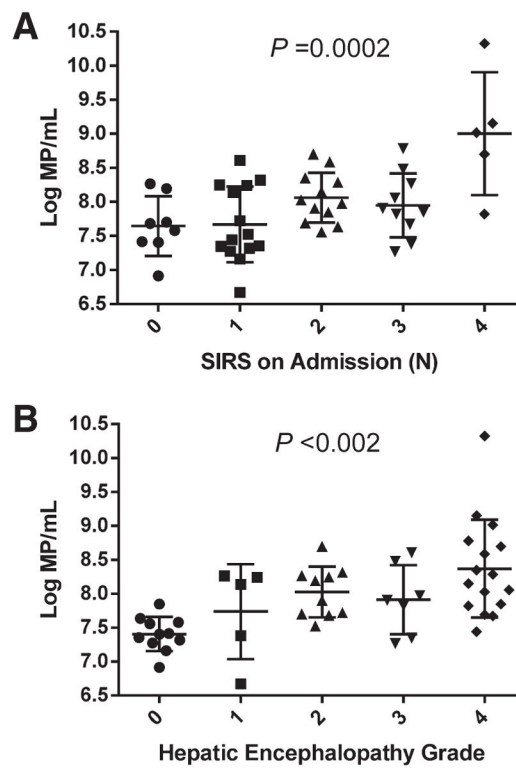 A
P =0.0002
Log MP/mL
10.5
10.0
9.5
9.0
8.5
8.0
7.5
7.0
6.5
0 1 2 3 4
SIRS on Admission (N)
B
P <0.002
Log MP/mL
10.5
10.0
9.5
9.0
8.5
8.0
7.5
7.0
6.5
0 1 2 3 4
Hepatic Encephalopathy Grade